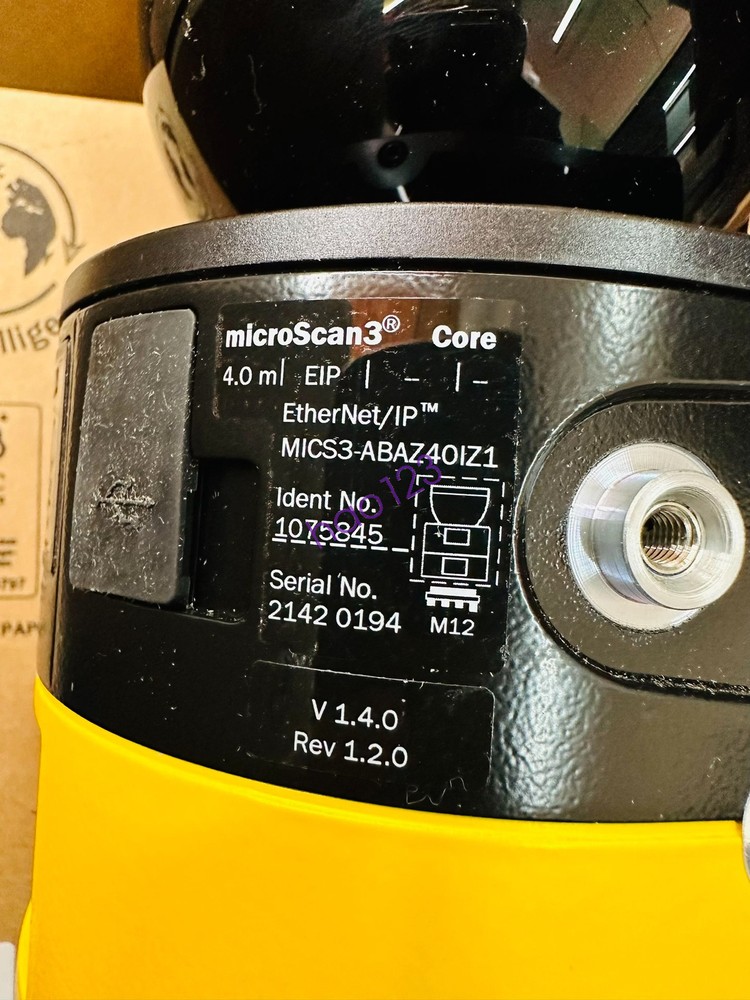 microScan3® Core
4.0 m| EIP | – | –
EtherNet/IP™
MICS3-ABAZ40IZ1
Ident No.
1075845
Serial No.
2142 0194
M12
V 1.4.0
Rev 1.2.0
hao123